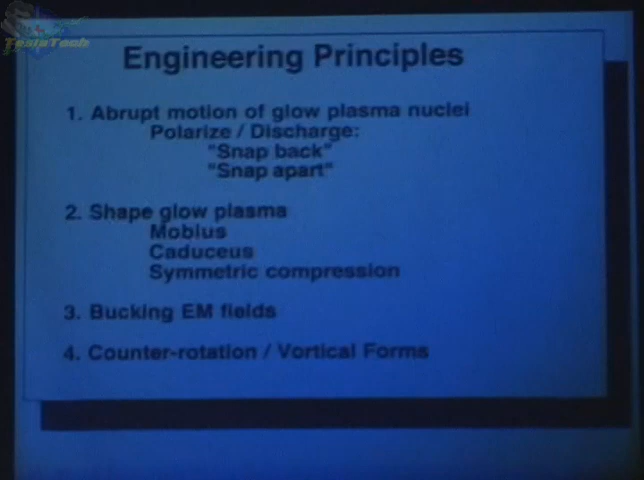 TeslaTech
Engineering Principles
1. Abrupt motion of glow plasma nuclei
Polarize / Discharge:
"Snap back"
"Snap apart"
2. Shape glow plasma
Mobius
Caduceus
Symmetric compression
3. Bucking EM fields
4. Counter-rotation / Vortical Forms